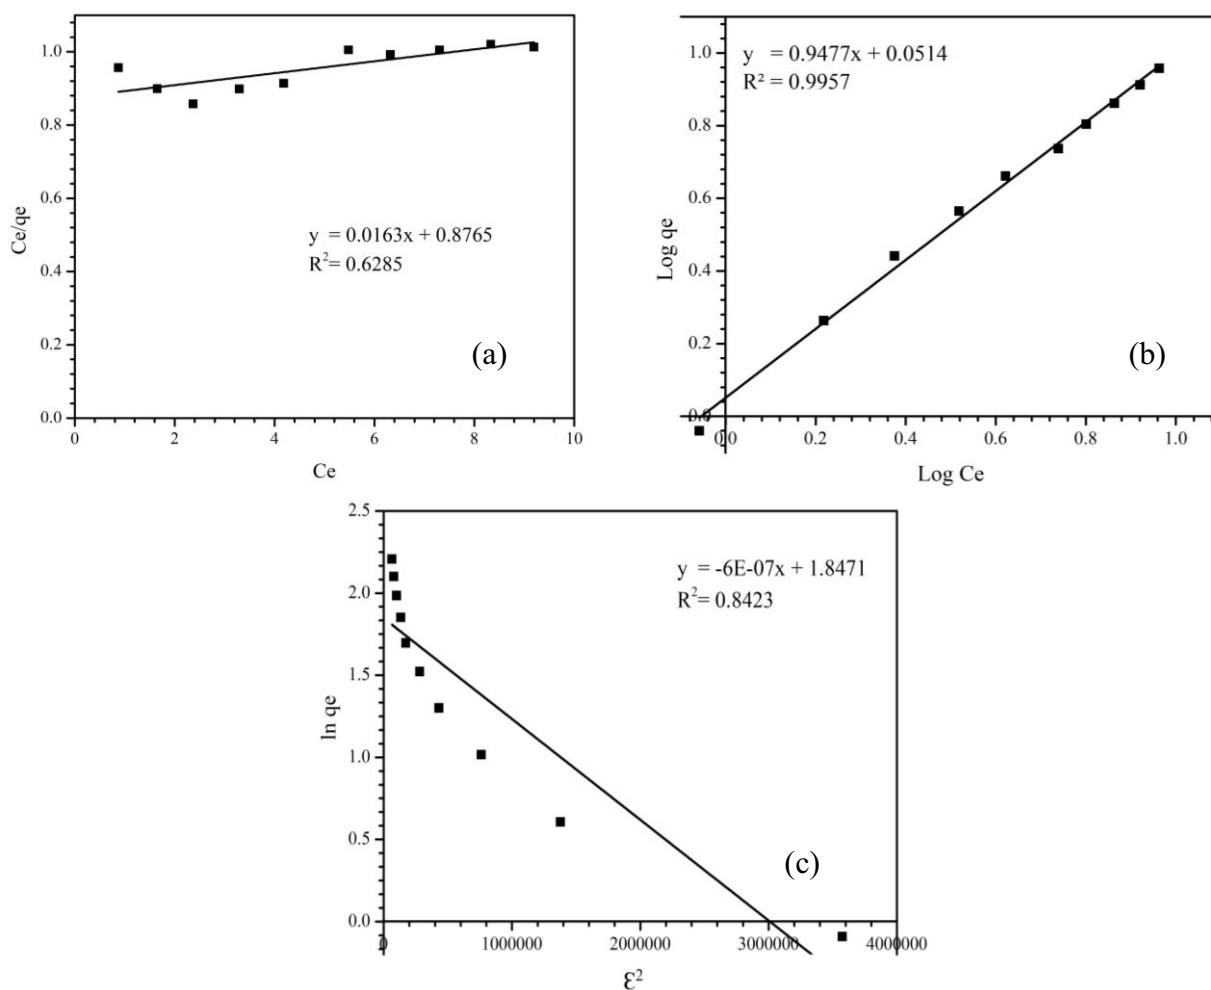 1.0
0.8
0.6
0.4
0.2
0.0
Ce/qe
y = 0.0163x + 0.8765
R²= 0.6285
(a)
0 2 4 6 8 10
Ce
y = 0.9477x + 0.0514
R² = 0.9957
1.0
0.8
0.6
0.4
0.2
0.0
Log qe
(b)
0.0 0.2 0.4 0.6 0.8 1.0
Log Ce
2.5
2.0
1.5
1.0
0.5
0.0
ln qe
y = -6E-07x + 1.8471
R²= 0.8423
(c)
0 1000000 2000000 3000000 4000000
Ɛ²